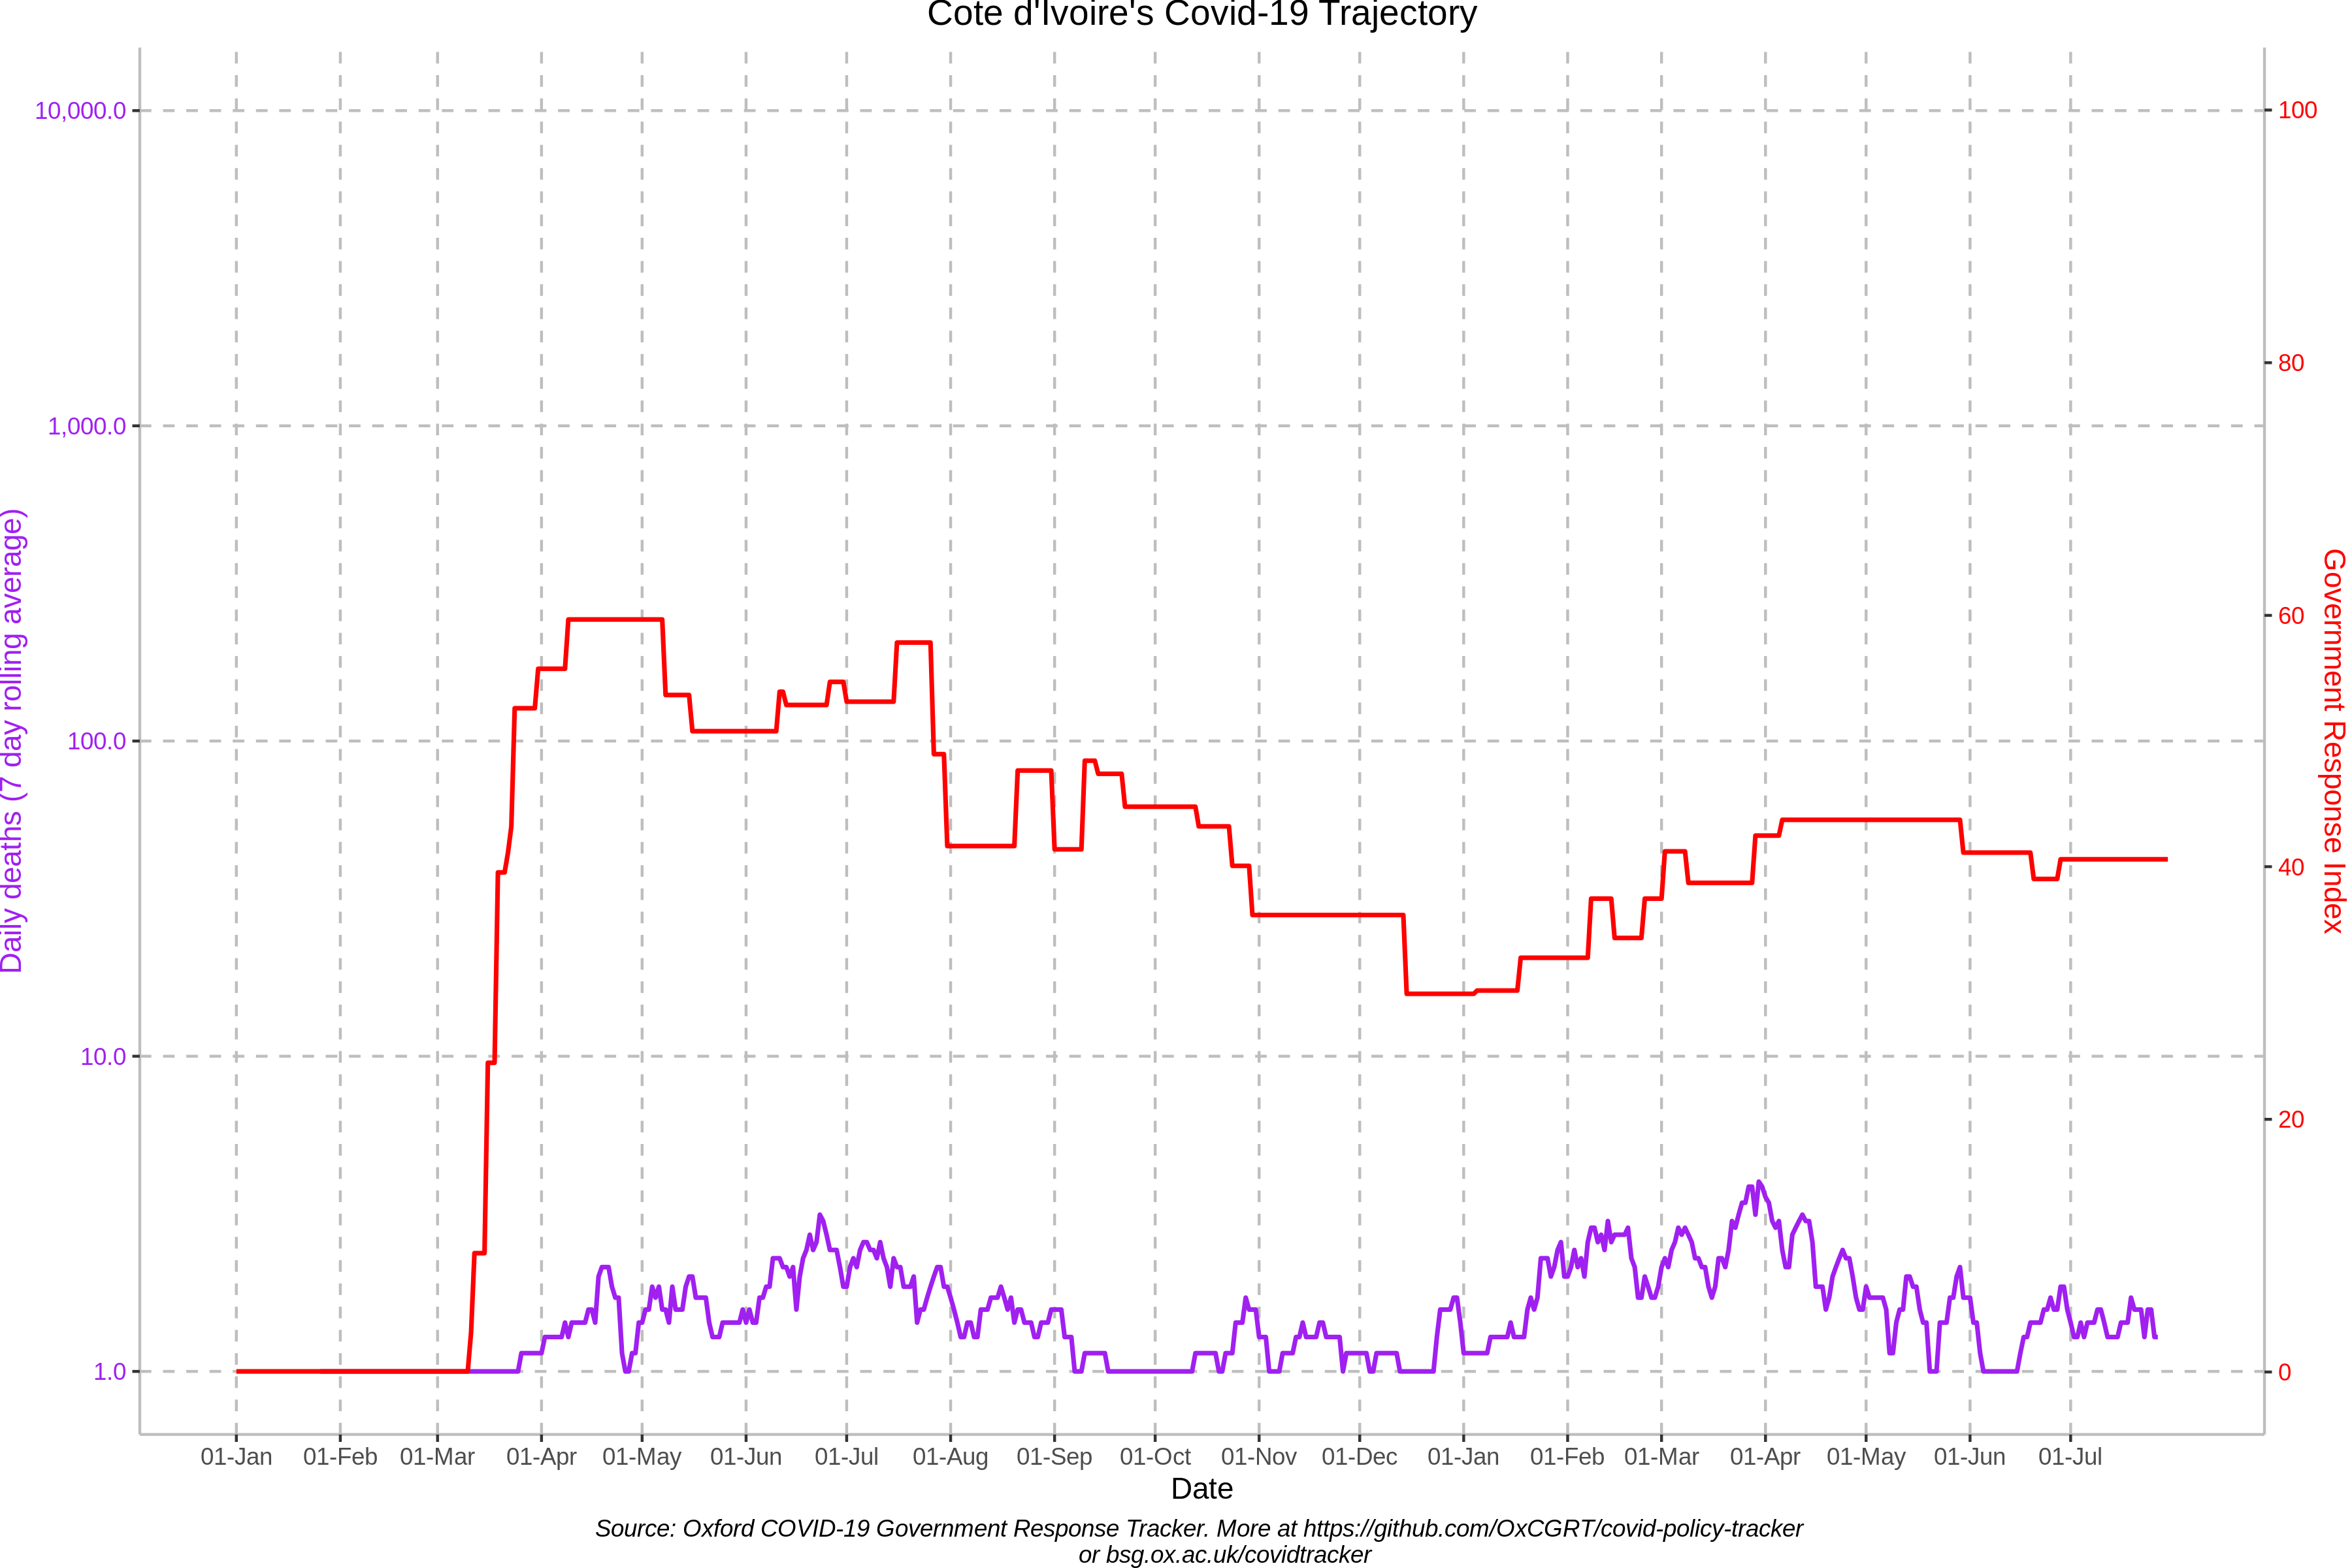 Cote d'Ivoire's Covid-19 Trajectory
10,000.0
1,000.0
100.0
10.0
1.0
Daily deaths (7 day rolling average)
100
80
60
40
20
0
Government Response Index
01-Jan 01-Feb 01-Mar 01-Apr 01-May 01-Jun 01-Jul 01-Aug 01-Sep 01-Oct 01-Nov 01-Dec 01-Jan 01-Feb 01-Mar 01-Apr 01-May 01-Jun 01-Jul
Date
Source: Oxford COVID-19 Government Response Tracker. More at https://github.com/OxCGRT/covid-policy-tracker
or bsg.ox.ac.uk/covidtracker